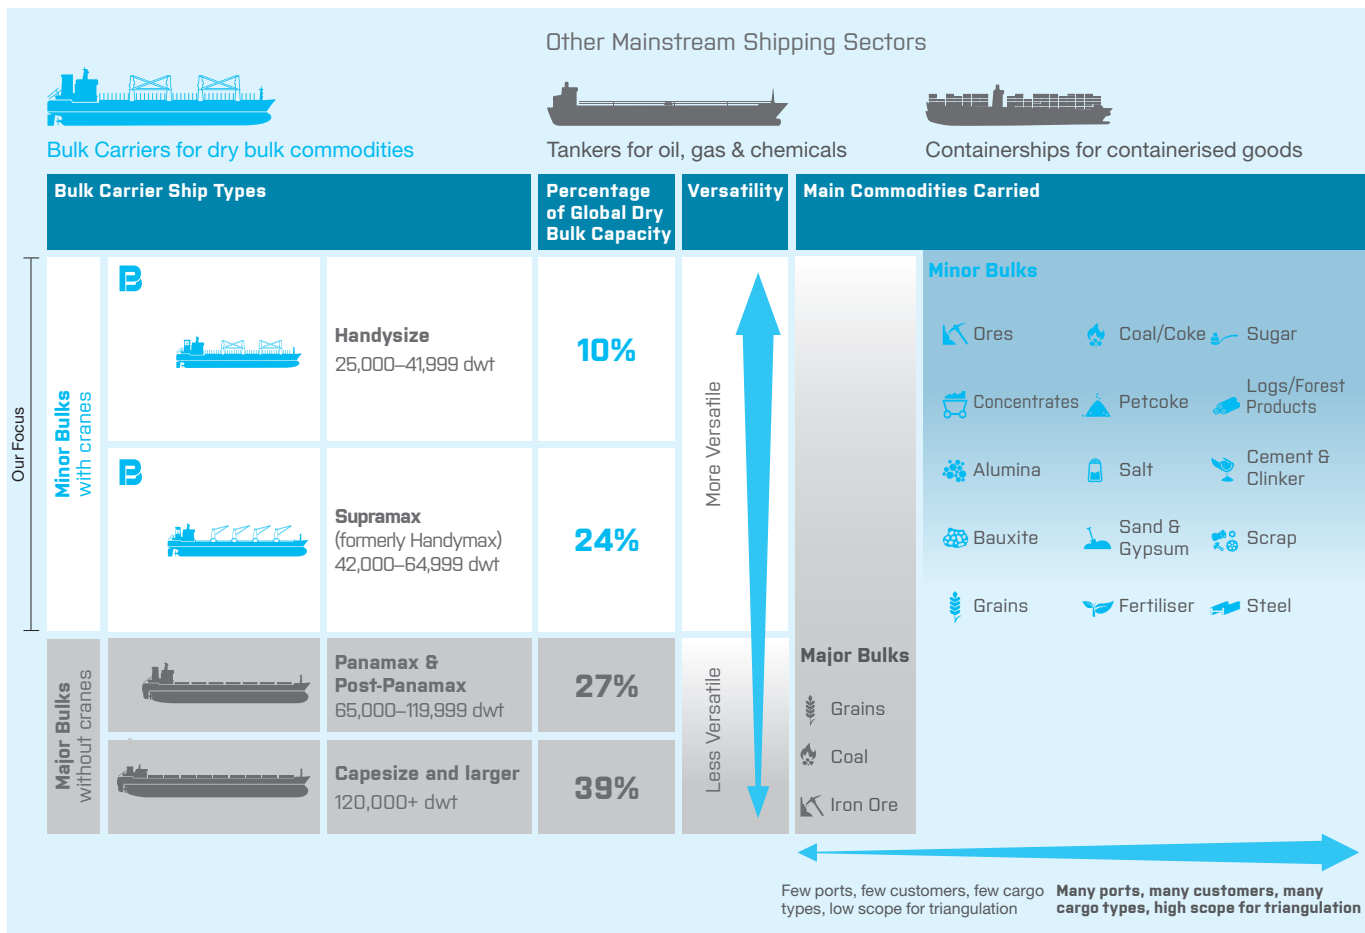 Other Mainstream Shipping Sectors
Bulk Carriers for dry bulk commodities
Tankers for oil, gas & chemicals
Containerships for containerised goods
Bulk Carrier Ship Types
Percentage
of Global Dry
Bulk Capacity
Versatility
Main Commodities Carried
Our Focus
Minor Bulks
with cranes
Handysize
25,000–41,999 dwt
10%
Supramax
(formerly Handymax)
42,000–64,999 dwt
24%
More Versatile
Major Bulks
without cranes
Panamax &
Post-Panamax
65,000–119,999 dwt
27%
Capesize and larger
120,000+ dwt
39%
Less Versatile
Major Bulks
Grains
Coal
Iron Ore
Minor Bulks
Ores
Coal/Coke
Sugar
Concentrates
Petcoke
Logs/Forest
Products
Alumina
Salt
Cement &
Clinker
Bauxite
Sand &
Gypsum
Scrap
Grains
Fertiliser
Steel
Few ports, few customers, few cargo
types, low scope for triangulation
Many ports, many customers, many
cargo types, high scope for triangulation